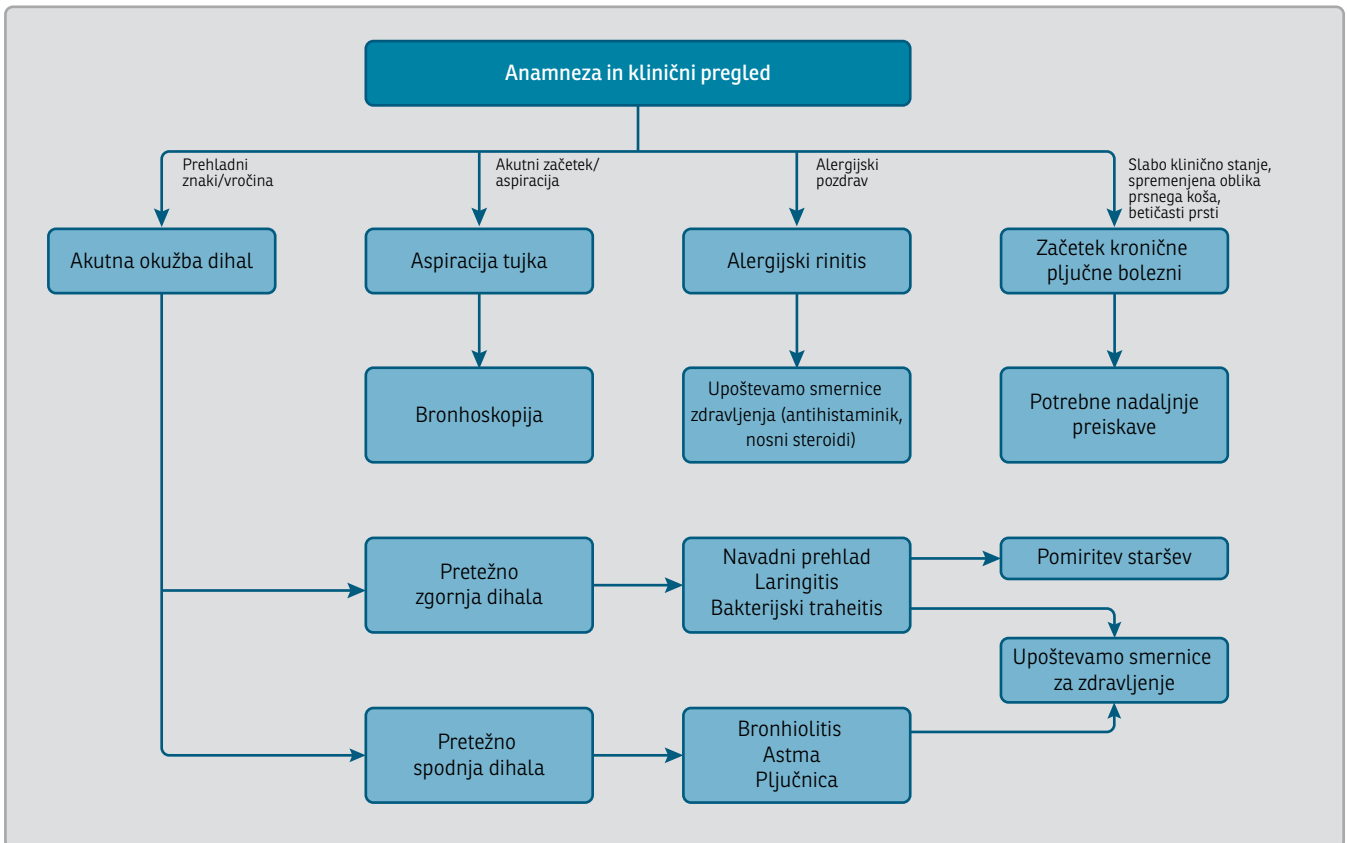 Anamneza in klinični pregled
Prehladni
znaki/vročina
Akutni začetek/
aspiracija
Alergijski
pozdrav
Slabo klinično stanje,
spremenjena oblika
prsnega koša,
betičasti prsti
Akutna okužba dihal
Aspiracija tujka
Alergijski rinitis
Začetek kronične
pljučne bolezni
Bronhoskopija
Upoštevamo smernice
zdravljenja (antihistaminik,
nosni steroidi)
Potrebne nadaljnje
preiskave
Pretežno
zgornja dihala
Navadni prehlad
Laringitis
Bakterijski traheitis
Pomiritev staršev
Upoštevamo smernice
za zdravljenje
Pretežno
spodnja dihala
Bronhiolitis
Astma
Pljučnica